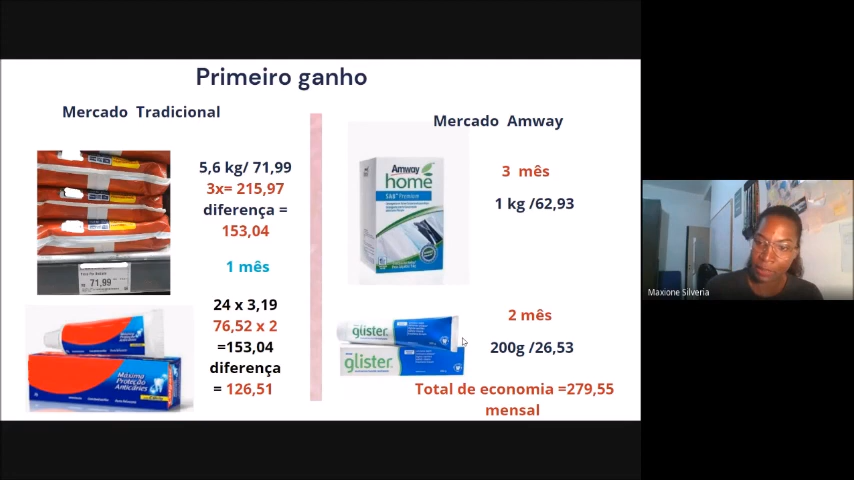 Primeiro ganho
Mercado Tradicional
5,6 kg/ 71,99
3x= 215,97
diferença =
153,04
1 mês
71,99
24 x 3,19
76,52 x 2
=153,04
diferença
= 126,51
Máxima
Proteção
Anticáries
Mercado Amway
Amway
home
SA8 Premium
3 mês
1 kg /62,93
glister
glister
2 mês
200g /26,53
Total de economia =279,55
mensal
Maxione Silveria